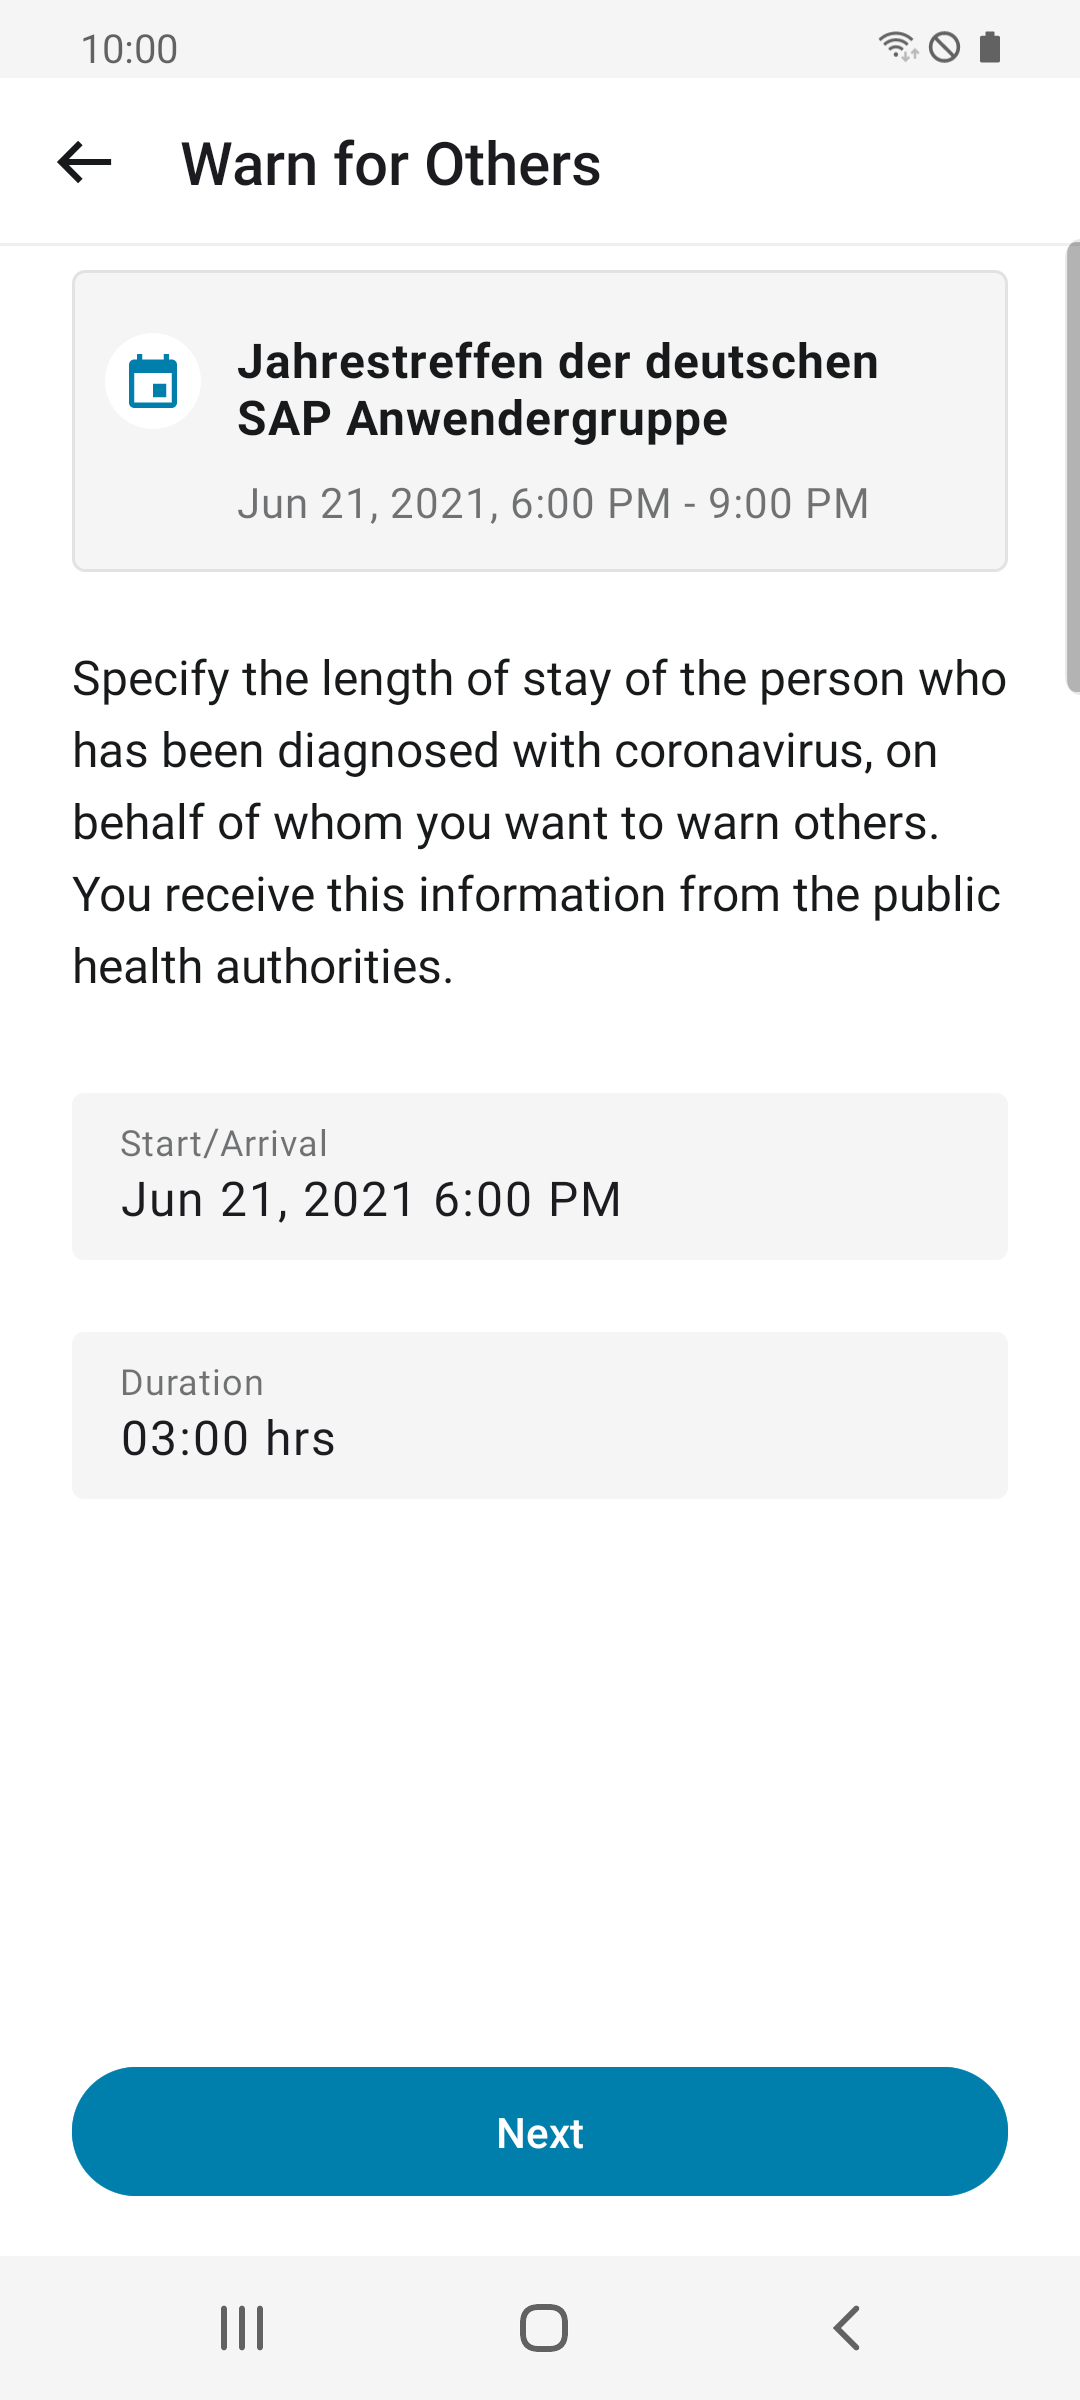 10:00
Warn for Others
Jahrestreffen der deutschen
SAP Anwendergruppe
Jun 21, 2021, 6:00 PM - 9:00 PM
Specify the length of stay of the person who
has been diagnosed with coronavirus, on
behalf of whom you want to warn others.
You receive this information from the public
health authorities.
Start/Arrival
Jun 21, 2021 6:00 PM
Duration
03:00 hrs
Next